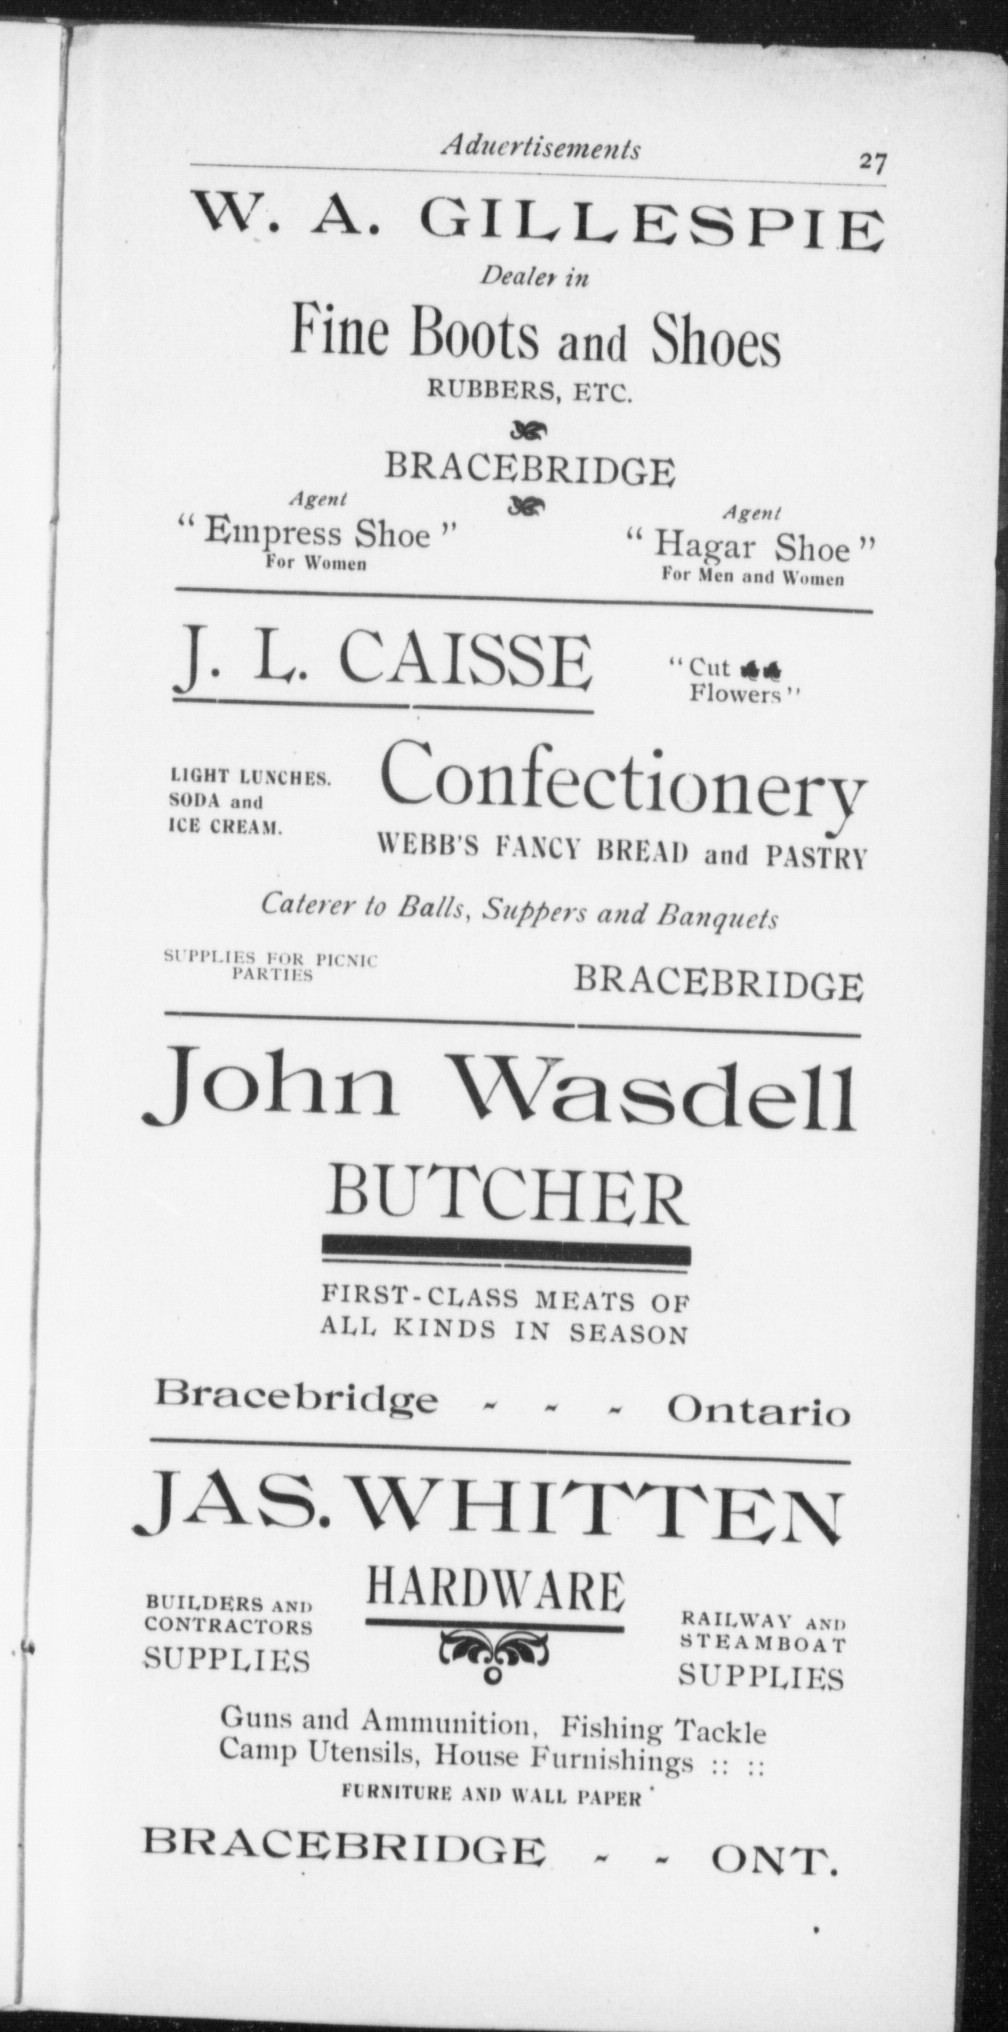 Advertisements 27
W. A. GILLESPIE
Dealer in
Fine Boots and Shoes
RUBBERS, ETC.
BRACEBRIDGE
Agent
"Empress Shoe"
For Women
Agent
"Hagar Shoe"
For Men and Women
J. L. CAISSE
"Cut
Flowers"
LIGHT LUNCHES.
SODA and
ICE CREAM.
Confectionery
WEBB'S FANCY BREAD and PASTRY
Caterer to Balls, Suppers and Banquets
SUPPLIES FOR PICNIC
PARTIES
BRACEBRIDGE
John Wasdell
BUTCHER
FIRST-CLASS MEATS OF
ALL KINDS IN SEASON
Bracebridge - - - Ontario
JAS. WHITTEN
HARDWARE
BUILDERS AND
CONTRACTORS
SUPPLIES
RAILWAY AND
STEAMBOAT
SUPPLIES
Guns and Ammunition, Fishing Tackle
Camp Utensils, House Furnishings :: ::
FURNITURE AND WALL PAPER
BRACEBRIDGE - - ONT.